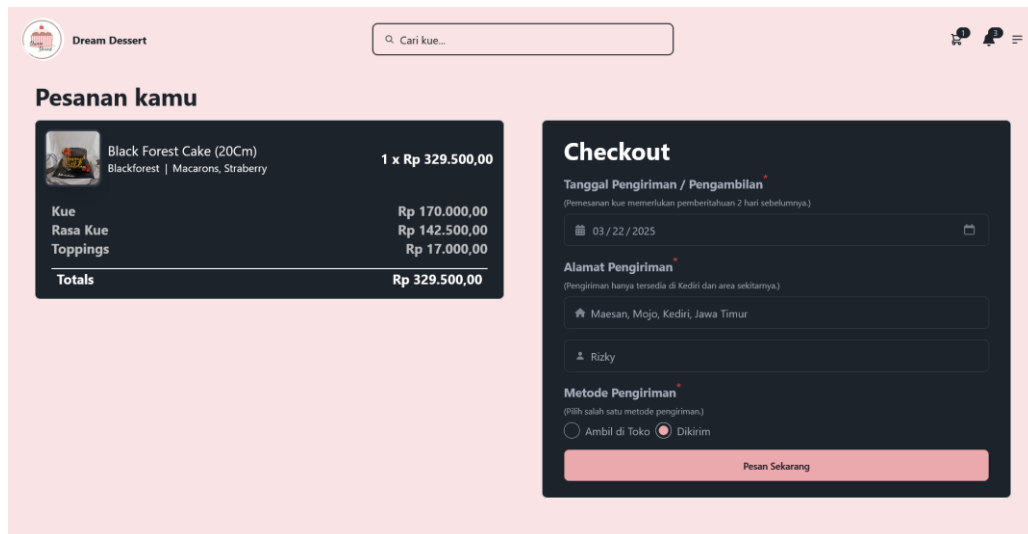 Dream Dessert
Cari kue...
1
3
Pesanan kamu
Black Forest Cake (20Cm)
Blackforest | Macarons, Straberry
1 x Rp 329.500,00
Kue Rp 170.000,00
Rasa Kue Rp 142.500,00
Toppings Rp 17.000,00
Totals Rp 329.500,00
Checkout
Tanggal Pengiriman / Pengambilan*
(Pemesanan kue memerlukan pemberitahuan 2 hari sebelumnya.)
03/22/2025
Alamat Pengiriman*
(Pengiriman hanya tersedia di Kediri dan area sekitarnya.)
Maesan, Mojo, Kediri, Jawa Timur
Rizky
Metode Pengiriman*
(Pilih salah satu metode pengiriman.)
Ambil di Toko Dikirim
Pesan Sekarang